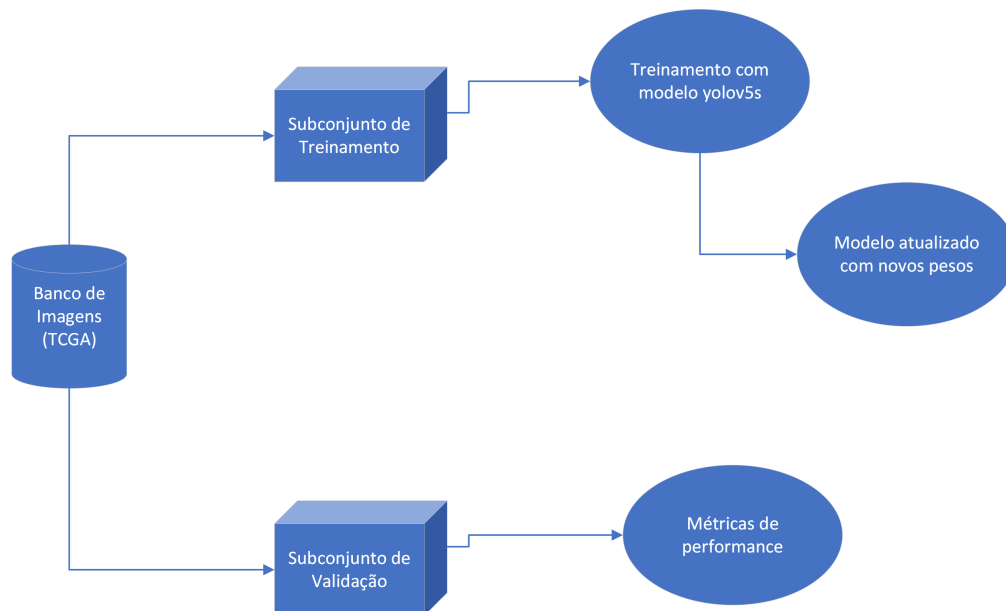 Treinamento com
modelo yolov5s
Subconjunto de
Treinamento
Modelo atualizado
com novos pesos
Banco de
Imagens
(TCGA)
Métricas de
performance
Subconjunto de
Validação